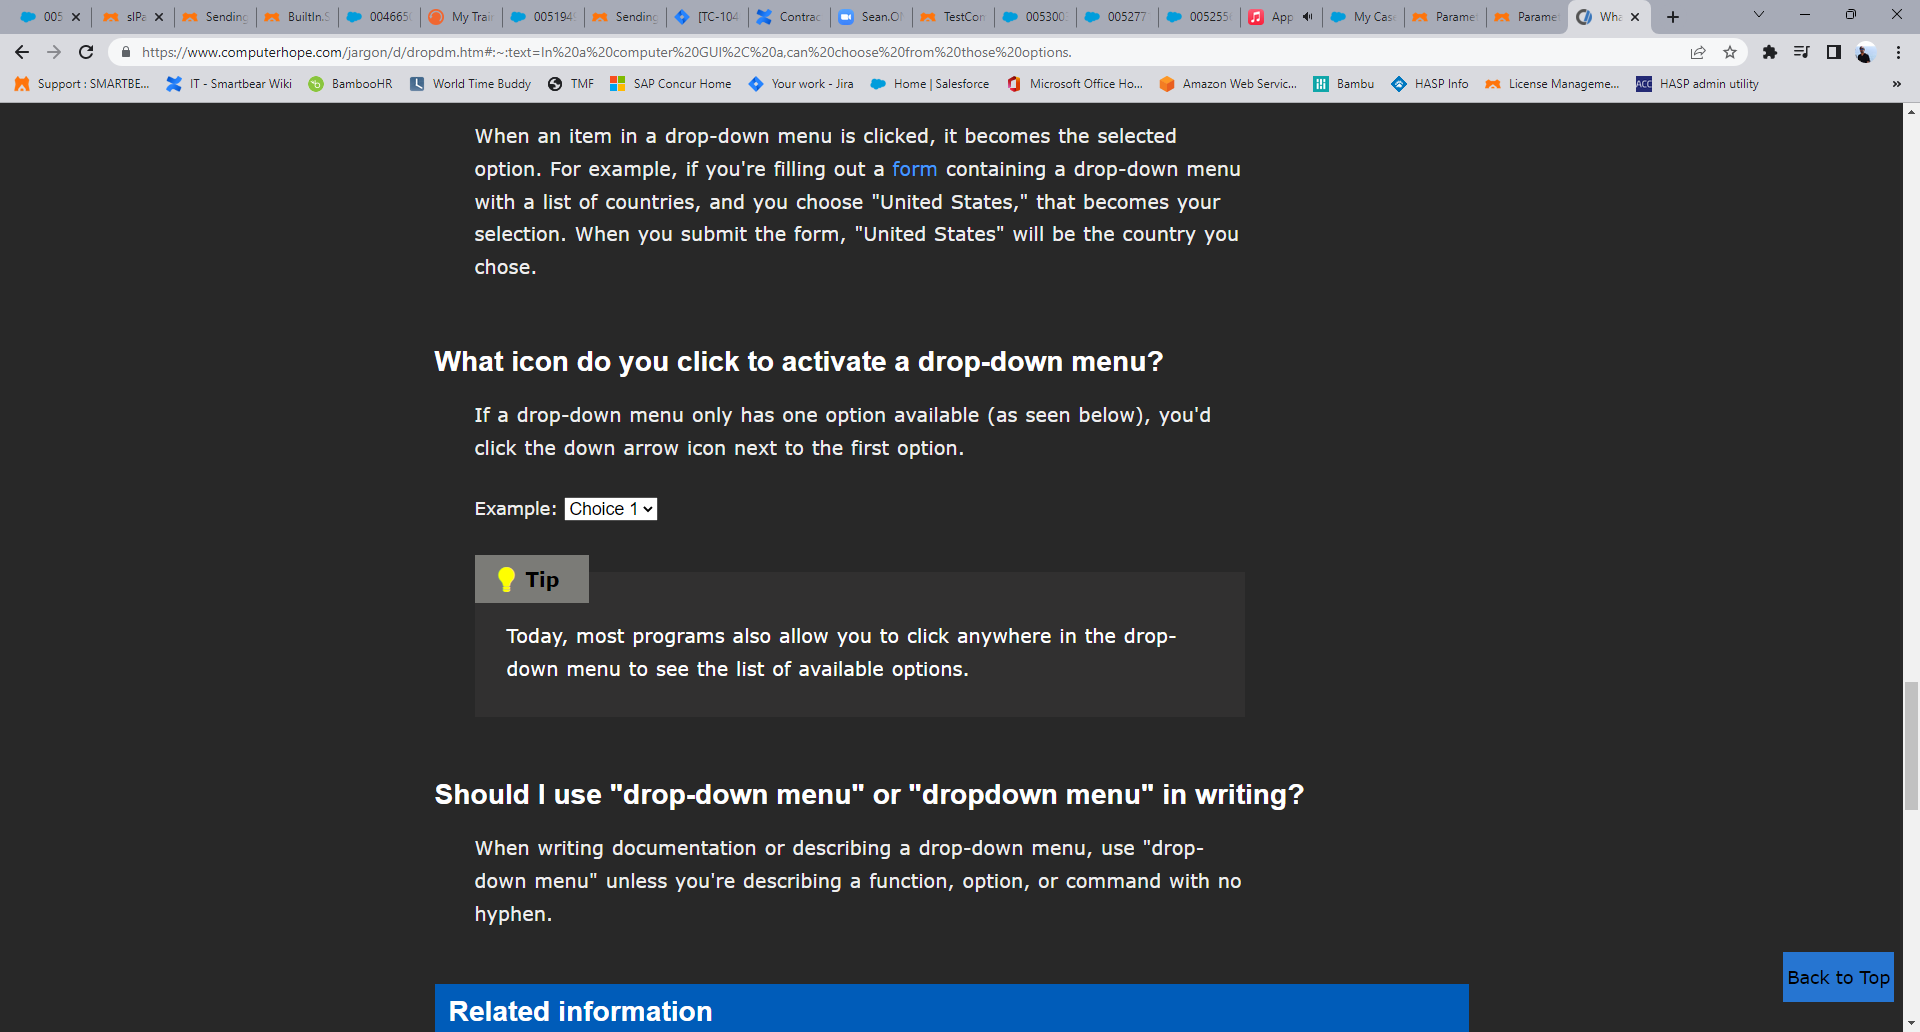 005 slPa Sending BuiltIn.S 0046650 My Train 005194 Sending [TC-104 Contrac Sean.O TestCon 005300 005277 005255 App My Case Parame Parame Wha
https://www.computerhope.com/jargon/d/dropdm.htm#:~:text=In%20a%20computer%20GUI%2C%20a,can%20choose%20from%20those%20options.
Support : SMARTBE... IT - Smartbear Wiki BambooHR World Time Buddy TMF SAP Concur Home Your work - Jira Home | Salesforce Microsoft Office Ho... Amazon Web Servic... Bambu HASP Info License Manageme... ACC HASP admin utility »
When an item in a drop-down menu is clicked, it becomes the selected
option. For example, if you're filling out a form containing a drop-down menu
with a list of countries, and you choose "United States," that becomes your
selection. When you submit the form, "United States" will be the country you
chose.
What icon do you click to activate a drop-down menu?
If a drop-down menu only has one option available (as seen below), you'd
click the down arrow icon next to the first option.
Example: Choice 1
Tip
Today, most programs also allow you to click anywhere in the drop-
down menu to see the list of available options.
Should I use "drop-down menu" or "dropdown menu" in writing?
When writing documentation or describing a drop-down menu, use "drop-
down menu" unless you're describing a function, option, or command with no
hyphen.
Back to Top
Related information